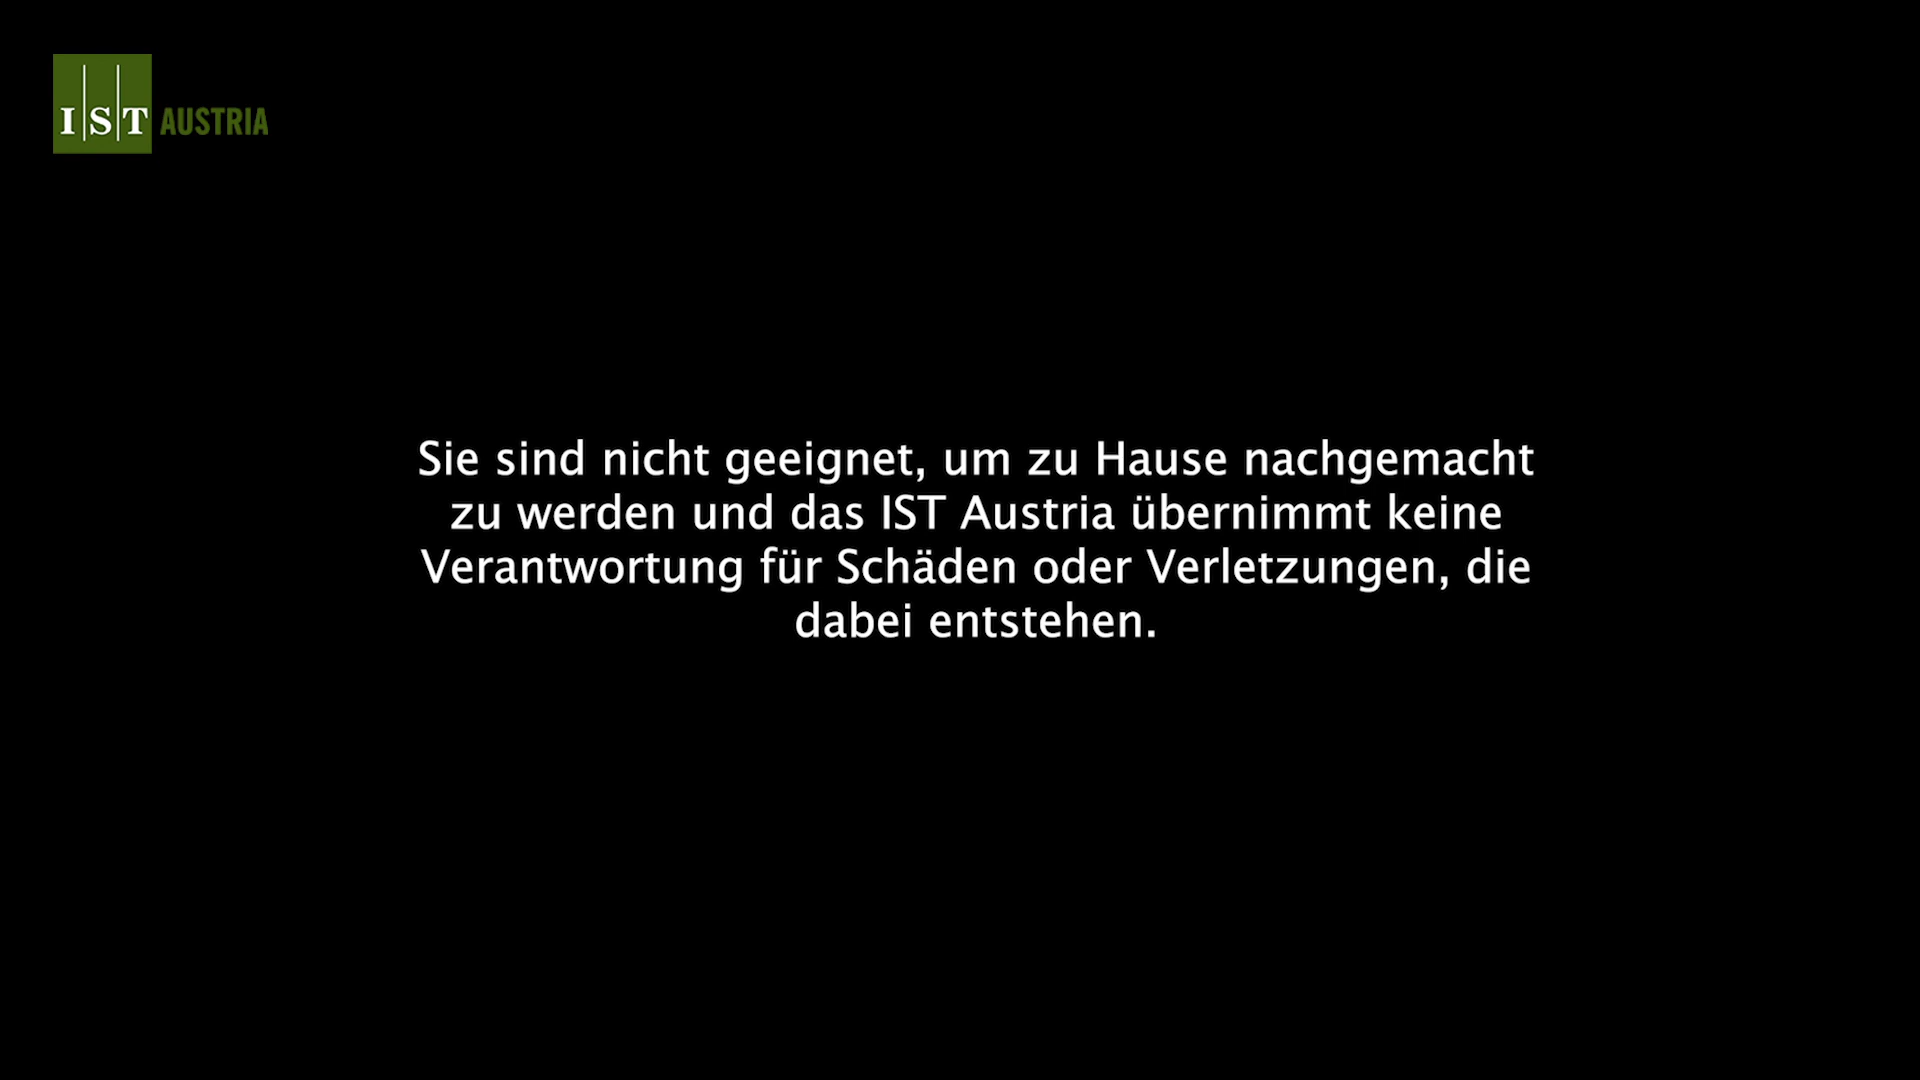 IST AUSTRIA
Sie sind nicht geeignet, um zu Hause nachgemacht
zu werden und das IST Austria übernimmt keine
Verantwortung für Schäden oder Verletzungen, die
dabei entstehen.